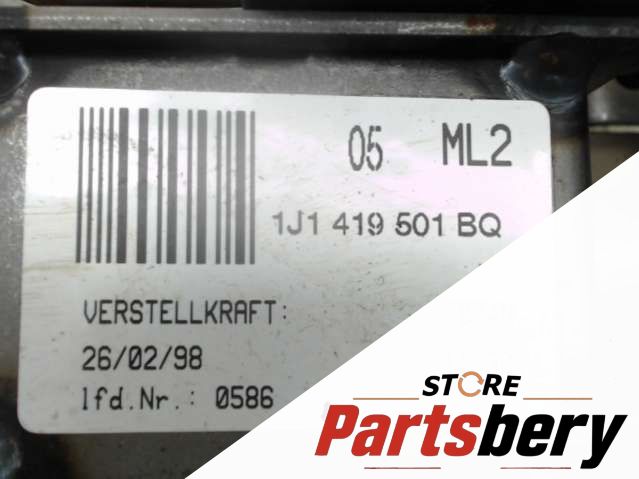 05 ML2
1J1 419 501 BQ
VERSTELLKRAFT:
26/02/98
lfd.Nr.: 0586
STORE
Partsbery